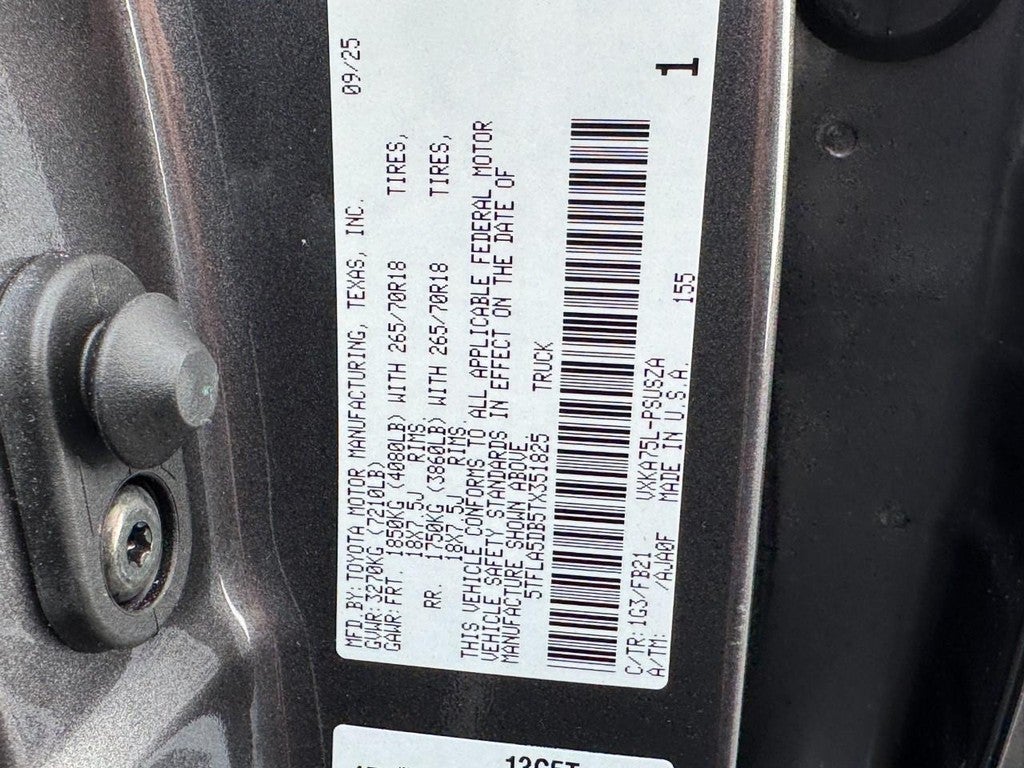 MFD.BY: TOYOTA MOTOR MANUFACTURING, TEXAS, INC. 09/25
GVWR: 3270KG (7210LB)
GAWR: FRT. 1850KG (4080LB) WITH 265/70R18 TIRES,
18X7.5J RIMS
RR. 1750KG (3860LB) WITH 265/70R18 TIRES,
18X7.5J RIMS.
THIS VEHICLE CONFORMS TO ALL APPLICABLE FEDERAL MOTOR
VEHICLE SAFETY STANDARDS IN EFFECT ON THE DATE OF
MANUFACTURE SHOWN ABOVE.
5TFLA5DB5TX351825 TRUCK
C/TR: 1G3/FB21 VXKA75L-PSUSZA 155
A/TM: /AJA0F MADE IN U.S.A.
1